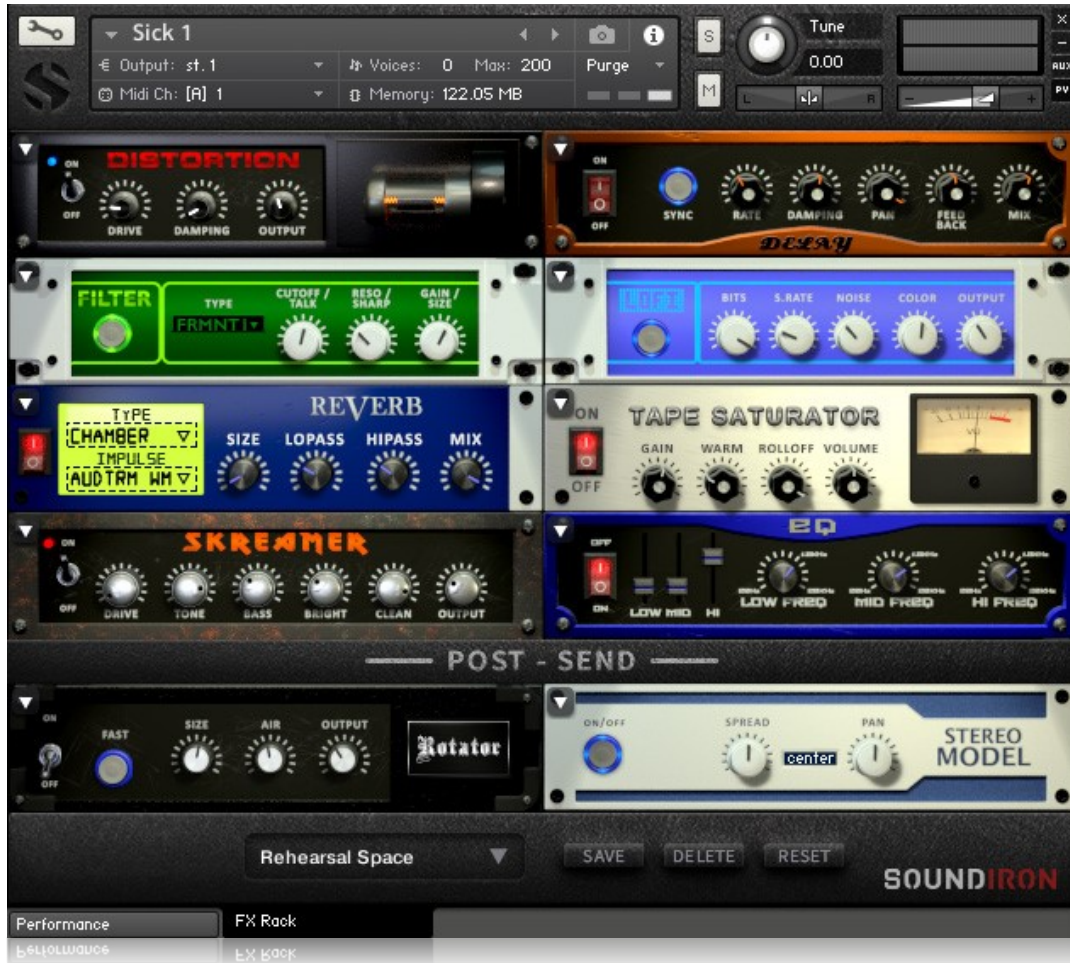 Sick 1
Output: st.1
Voices: 0 Max: 200
Purge
Midi Ch: [A] 1
Memory: 122.05 MB
S
M
Tune
0.00
L R
- +
x
-
AUX
PV
DISTORTION
ON
OFF
DRIVE DAMPING OUTPUT
ON
OFF
SYNC RATE DAMPING PAN FEED BACK MIX
DELAY
FILTER
TYPE
FRMNT I
CUTOFF / TALK
RESO / SHARP
GAIN / SIZE
LOFI
BITS S.RATE NOISE COLOR OUTPUT
TYPE
CHAMBER
IMPULSE
AUDTRM WM
REVERB
SIZE LOPASS HIPASS MIX
ON
OFF
TAPE SATURATOR
GAIN WARM ROLLOFF VOLUME
VU
SKREAMER
ON
OFF
DRIVE TONE BASS BRIGHT CLEAN OUTPUT
EQ
OFF
ON
LOW MID HI
LOW FREQ MID FREQ HI FREQ
POST - SEND
ON
OFF
FAST
SIZE AIR OUTPUT
Rotator
ON/OFF
SPREAD
center
PAN
STEREO
MODEL
Rehearsal Space
SAVE DELETE RESET
SOUNDIRON
Performance FX Rack